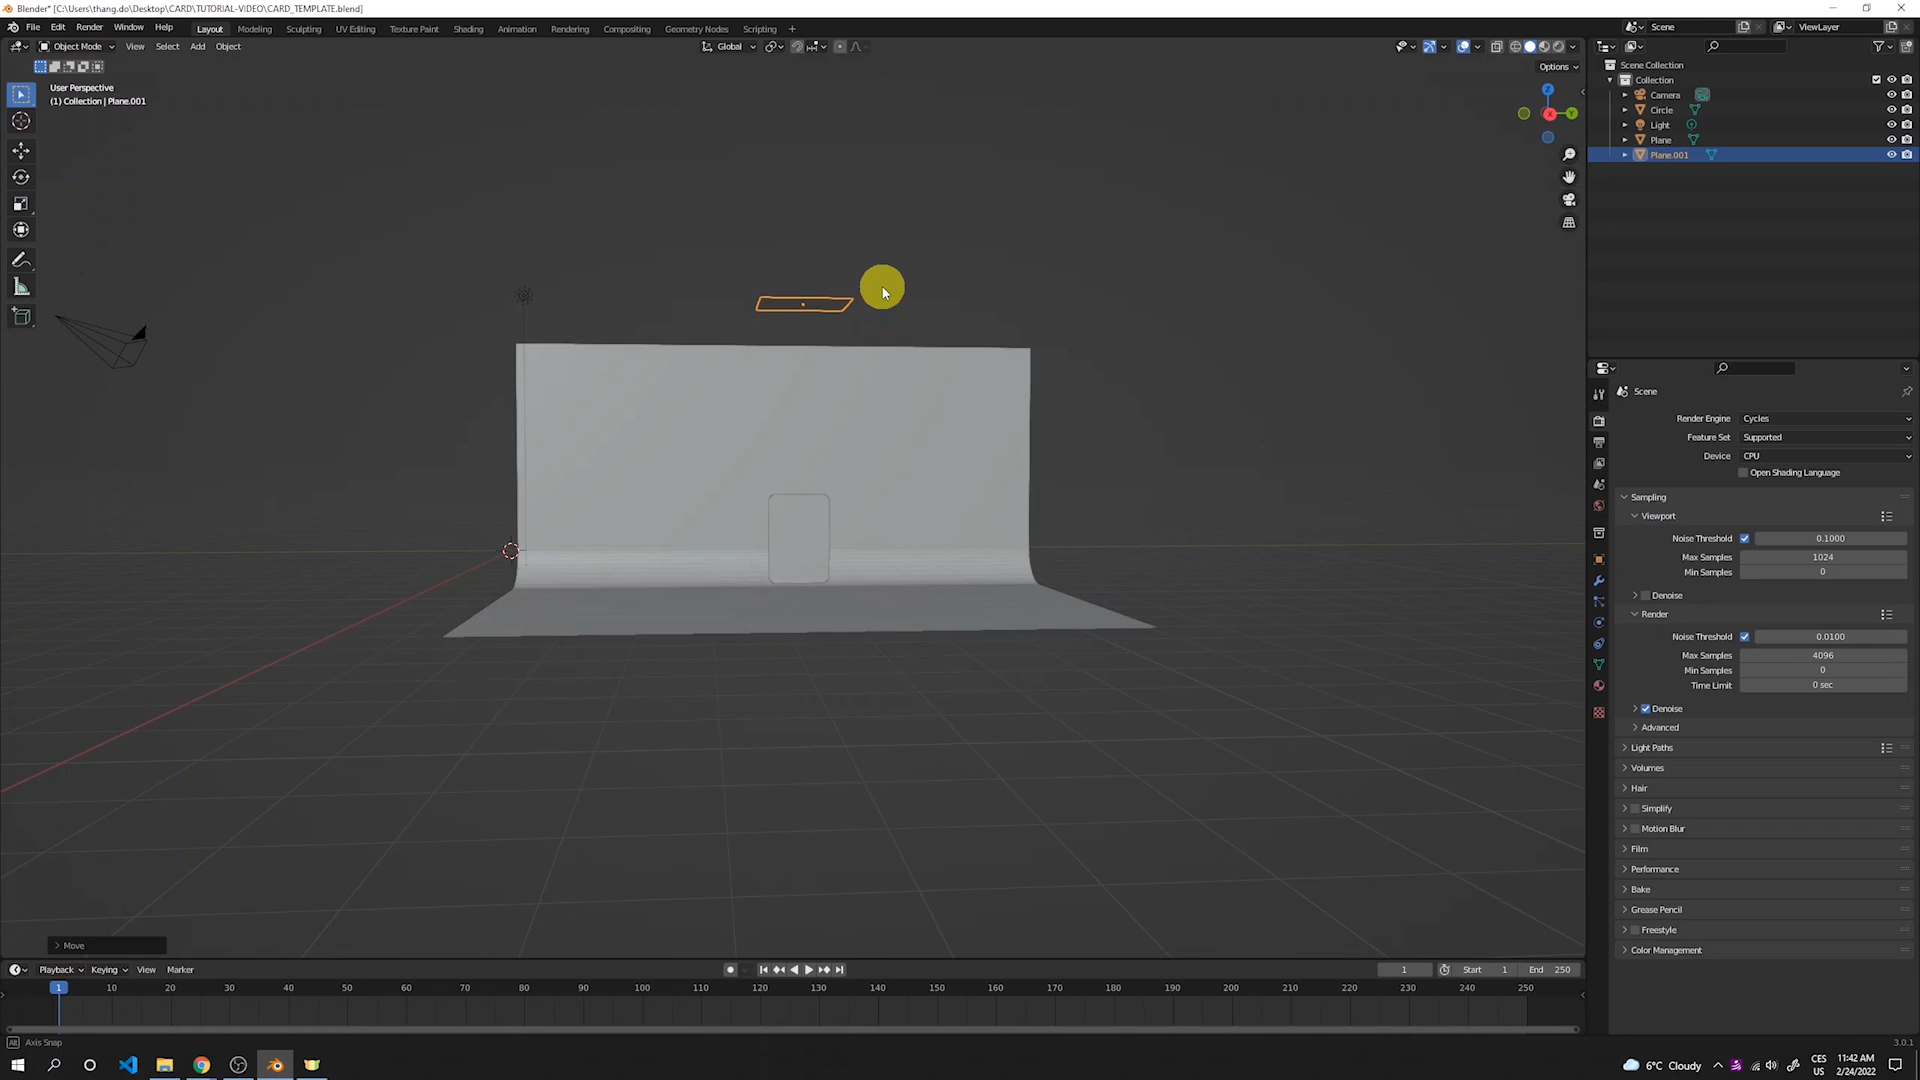 Blender* [C:\Users\thang.do\Desktop\CARD\TUTORIAL-VIDEO\CARD_TEMPLATE.blend]
File Edit Render Window Help Layout Modeling Sculpting UV Editing Texture Paint Shading Animation Rendering Compositing Geometry Nodes Scripting + Scene ViewLayer
Object Mode View Select Add Object Global
Options
User Perspective
(1) Collection | Plane.001
Z
X
Y
Scene Collection
Collection
Camera
Circle
Light
Plane
Plane.001
Scene
Render Engine Cycles
Feature Set Supported
Device CPU
Open Shading Language
Sampling
Viewport
Noise Threshold 0.1000
Max Samples 1024
Min Samples 0
Denoise
Render
Noise Threshold 0.0100
Max Samples 4096
Min Samples 0
Time Limit 0 sec
Denoise
Advanced
Light Paths
Volumes
Hair
Simplify
Motion Blur
Film
Performance
Bake
Grease Pencil
Freestyle
Color Management
Move
Playback Keying View Marker 1 Start 1 End 250
1 10 20 30 40 50 60 70 80 90 100 110 120 130 140 150 160 170 180 190 200 210 220 230 240 250
Alt Axis Snap 3.0.1
6°C Cloudy CES 11:42 AM
US 2/24/2022